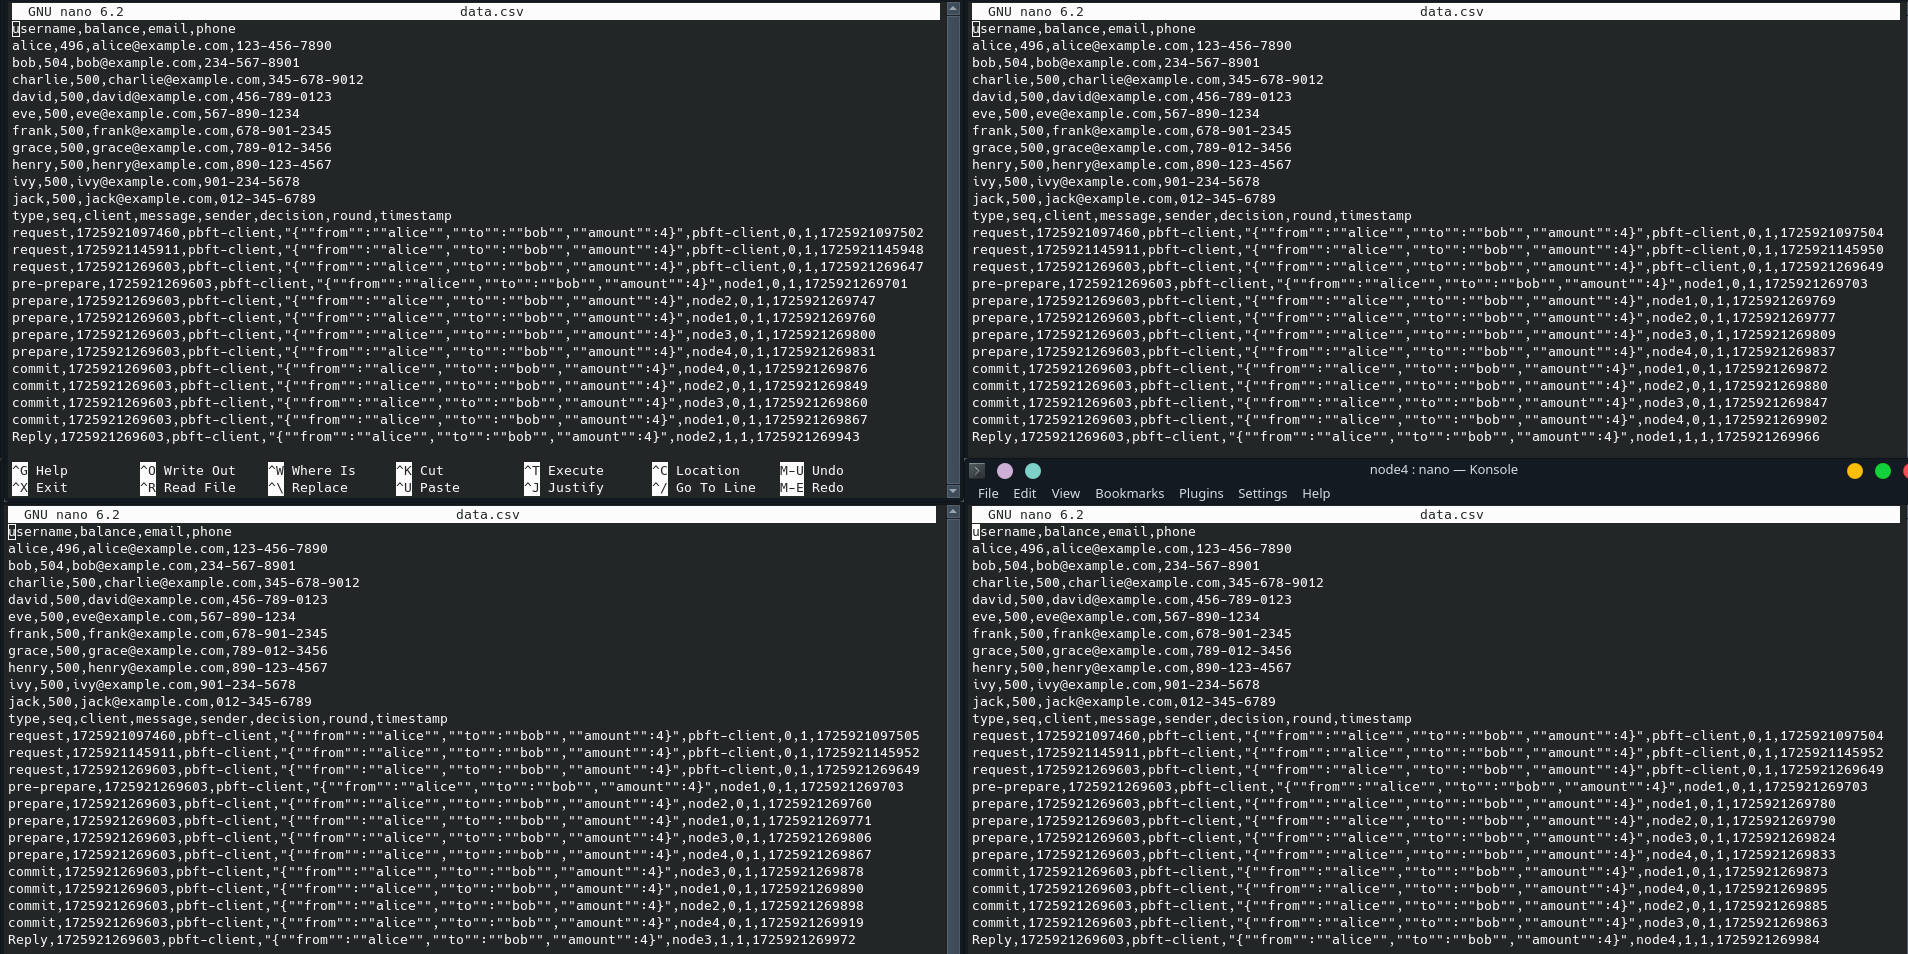 GNU nano 6.2 data.csv
username,balance,email,phone
alice,496,alice@example.com,123-456-7890
bob,504,bob@example.com,234-567-8901
charlie,500,charlie@example.com,345-678-9012
david,500,david@example.com,456-789-0123
eve,500,eve@example.com,567-890-1234
frank,500,frank@example.com,678-901-2345
grace,500,grace@example.com,789-012-3456
henry,500,henry@example.com,890-123-4567
ivy,500,ivy@example.com,901-234-5678
jack,500,jack@example.com,012-345-6789
type,seq,client,message,sender,decision,round,timestamp
request,1725921097460,pbft-client,"{""from"":""alice"",""to"":""bob"",""amount"":4}",pbft-client,0,1,1725921097502
request,1725921145911,pbft-client,"{""from"":""alice"",""to"":""bob"",""amount"":4}",pbft-client,0,1,1725921145948
request,1725921269603,pbft-client,"{""from"":""alice"",""to"":""bob"",""amount"":4}",pbft-client,0,1,1725921269647
pre-prepare,1725921269603,pbft-client,"{""from"":""alice"",""to"":""bob"",""amount"":4}",node1,0,1,1725921269701
prepare,1725921269603,pbft-client,"{""from"":""alice"",""to"":""bob"",""amount"":4}",node2,0,1,1725921269747
prepare,1725921269603,pbft-client,"{""from"":""alice"",""to"":""bob"",""amount"":4}",node1,0,1,1725921269760
prepare,1725921269603,pbft-client,"{""from"":""alice"",""to"":""bob"",""amount"":4}",node3,0,1,1725921269800
prepare,1725921269603,pbft-client,"{""from"":""alice"",""to"":""bob"",""amount"":4}",node4,0,1,1725921269831
commit,1725921269603,pbft-client,"{""from"":""alice"",""to"":""bob"",""amount"":4}",node4,0,1,1725921269876
commit,1725921269603,pbft-client,"{""from"":""alice"",""to"":""bob"",""amount"":4}",node2,0,1,1725921269849
commit,1725921269603,pbft-client,"{""from"":""alice"",""to"":""bob"",""amount"":4}",node3,0,1,1725921269860
commit,1725921269603,pbft-client,"{""from"":""alice"",""to"":""bob"",""amount"":4}",node1,0,1,1725921269867
Reply,1725921269603,pbft-client,"{""from"":""alice"",""to"":""bob"",""amount"":4}",node2,1,1,1725921269943
^G Help ^O Write Out ^W Where Is ^K Cut ^T Execute ^C Location M-U Undo
^X Exit ^R Read File ^\ Replace ^U Paste ^J Justify ^/ Go To Line M-E Redo
GNU nano 6.2 data.csv
username,balance,email,phone
alice,496,alice@example.com,123-456-7890
bob,504,bob@example.com,234-567-8901
charlie,500,charlie@example.com,345-678-9012
david,500,david@example.com,456-789-0123
eve,500,eve@example.com,567-890-1234
frank,500,frank@example.com,678-901-2345
grace,500,grace@example.com,789-012-3456
henry,500,henry@example.com,890-123-4567
ivy,500,ivy@example.com,901-234-5678
jack,500,jack@example.com,012-345-6789
type,seq,client,message,sender,decision,round,timestamp
request,1725921097460,pbft-client,"{""from"":""alice"",""to"":""bob"",""amount"":4}",pbft-client,0,1,1725921097504
request,1725921145911,pbft-client,"{""from"":""alice"",""to"":""bob"",""amount"":4}",pbft-client,0,1,1725921145950
request,1725921269603,pbft-client,"{""from"":""alice"",""to"":""bob"",""amount"":4}",pbft-client,0,1,1725921269649
pre-prepare,1725921269603,pbft-client,"{""from"":""alice"",""to"":""bob"",""amount"":4}",node1,0,1,1725921269703
prepare,1725921269603,pbft-client,"{""from"":""alice"",""to"":""bob"",""amount"":4}",node1,0,1,1725921269769
prepare,1725921269603,pbft-client,"{""from"":""alice"",""to"":""bob"",""amount"":4}",node2,0,1,1725921269777
prepare,1725921269603,pbft-client,"{""from"":""alice"",""to"":""bob"",""amount"":4}",node3,0,1,1725921269809
prepare,1725921269603,pbft-client,"{""from"":""alice"",""to"":""bob"",""amount"":4}",node4,0,1,1725921269837
commit,1725921269603,pbft-client,"{""from"":""alice"",""to"":""bob"",""amount"":4}",node1,0,1,1725921269872
commit,1725921269603,pbft-client,"{""from"":""alice"",""to"":""bob"",""amount"":4}",node2,0,1,1725921269880
commit,1725921269603,pbft-client,"{""from"":""alice"",""to"":""bob"",""amount"":4}",node3,0,1,1725921269847
commit,1725921269603,pbft-client,"{""from"":""alice"",""to"":""bob"",""amount"":4}",node4,0,1,1725921269902
Reply,1725921269603,pbft-client,"{""from"":""alice"",""to"":""bob"",""amount"":4}",node1,1,1,1725921269966
node4 : nano — Konsole
File Edit View Bookmarks Plugins Settings Help
GNU nano 6.2 data.csv
username,balance,email,phone
alice,496,alice@example.com,123-456-7890
bob,504,bob@example.com,234-567-8901
charlie,500,charlie@example.com,345-678-9012
david,500,david@example.com,456-789-0123
eve,500,eve@example.com,567-890-1234
frank,500,frank@example.com,678-901-2345
grace,500,grace@example.com,789-012-3456
henry,500,henry@example.com,890-123-4567
ivy,500,ivy@example.com,901-234-5678
jack,500,jack@example.com,012-345-6789
type,seq,client,message,sender,decision,round,timestamp
request,1725921097460,pbft-client,"{""from"":""alice"",""to"":""bob"",""amount"":4}",pbft-client,0,1,1725921097505
request,1725921145911,pbft-client,"{""from"":""alice"",""to"":""bob"",""amount"":4}",pbft-client,0,1,1725921145952
request,1725921269603,pbft-client,"{""from"":""alice"",""to"":""bob"",""amount"":4}",pbft-client,0,1,1725921269649
pre-prepare,1725921269603,pbft-client,"{""from"":""alice"",""to"":""bob"",""amount"":4}",node1,0,1,1725921269703
prepare,1725921269603,pbft-client,"{""from"":""alice"",""to"":""bob"",""amount"":4}",node2,0,1,1725921269760
prepare,1725921269603,pbft-client,"{""from"":""alice"",""to"":""bob"",""amount"":4}",node1,0,1,1725921269771
prepare,1725921269603,pbft-client,"{""from"":""alice"",""to"":""bob"",""amount"":4}",node3,0,1,1725921269806
prepare,1725921269603,pbft-client,"{""from"":""alice"",""to"":""bob"",""amount"":4}",node4,0,1,1725921269867
commit,1725921269603,pbft-client,"{""from"":""alice"",""to"":""bob"",""amount"":4}",node3,0,1,1725921269878
commit,1725921269603,pbft-client,"{""from"":""alice"",""to"":""bob"",""amount"":4}",node1,0,1,1725921269890
commit,1725921269603,pbft-client,"{""from"":""alice"",""to"":""bob"",""amount"":4}",node2,0,1,1725921269898
commit,1725921269603,pbft-client,"{""from"":""alice"",""to"":""bob"",""amount"":4}",node4,0,1,1725921269919
Reply,1725921269603,pbft-client,"{""from"":""alice"",""to"":""bob"",""amount"":4}",node3,1,1,1725921269972
GNU nano 6.2 data.csv
username,balance,email,phone
alice,496,alice@example.com,123-456-7890
bob,504,bob@example.com,234-567-8901
charlie,500,charlie@example.com,345-678-9012
david,500,david@example.com,456-789-0123
eve,500,eve@example.com,567-890-1234
frank,500,frank@example.com,678-901-2345
grace,500,grace@example.com,789-012-3456
henry,500,henry@example.com,890-123-4567
ivy,500,ivy@example.com,901-234-5678
jack,500,jack@example.com,012-345-6789
type,seq,client,message,sender,decision,round,timestamp
request,1725921097460,pbft-client,"{""from"":""alice"",""to"":""bob"",""amount"":4}",pbft-client,0,1,1725921097504
request,1725921145911,pbft-client,"{""from"":""alice"",""to"":""bob"",""amount"":4}",pbft-client,0,1,1725921145952
request,1725921269603,pbft-client,"{""from"":""alice"",""to"":""bob"",""amount"":4}",pbft-client,0,1,1725921269649
pre-prepare,1725921269603,pbft-client,"{""from"":""alice"",""to"":""bob"",""amount"":4}",node1,0,1,1725921269703
prepare,1725921269603,pbft-client,"{""from"":""alice"",""to"":""bob"",""amount"":4}",node1,0,1,1725921269780
prepare,1725921269603,pbft-client,"{""from"":""alice"",""to"":""bob"",""amount"":4}",node2,0,1,1725921269790
prepare,1725921269603,pbft-client,"{""from"":""alice"",""to"":""bob"",""amount"":4}",node3,0,1,1725921269824
prepare,1725921269603,pbft-client,"{""from"":""alice"",""to"":""bob"",""amount"":4}",node4,0,1,1725921269833
commit,1725921269603,pbft-client,"{""from"":""alice"",""to"":""bob"",""amount"":4}",node1,0,1,1725921269873
commit,1725921269603,pbft-client,"{""from"":""alice"",""to"":""bob"",""amount"":4}",node4,0,1,1725921269895
commit,1725921269603,pbft-client,"{""from"":""alice"",""to"":""bob"",""amount"":4}",node2,0,1,1725921269885
commit,1725921269603,pbft-client,"{""from"":""alice"",""to"":""bob"",""amount"":4}",node3,0,1,1725921269863
Reply,1725921269603,pbft-client,"{""from"":""alice"",""to"":""bob"",""amount"":4}",node4,1,1,1725921269984